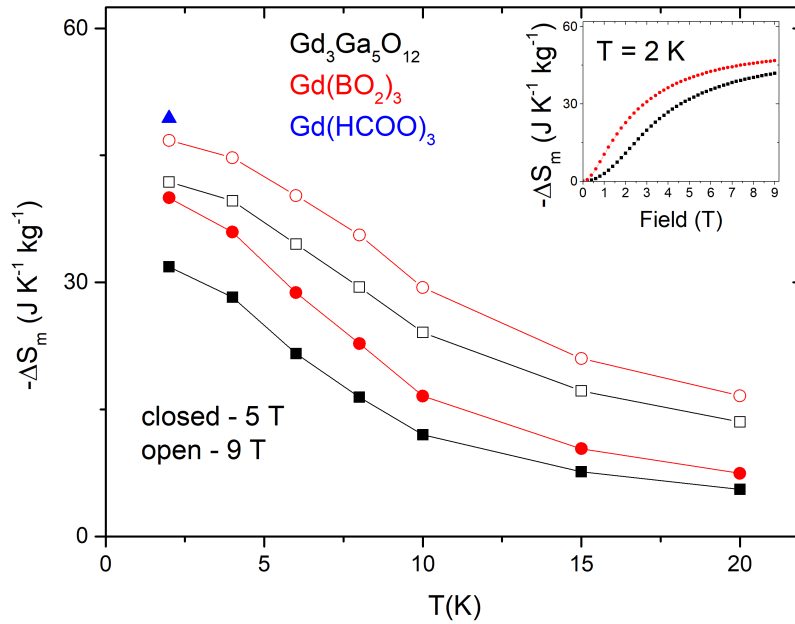 60
30
0
-ΔSₘ (J K⁻¹ kg⁻¹)
Gd₃Ga₅O₁₂
Gd(BO₂)₃
Gd(HCOO)₃
closed - 5 T
open - 9 T
0 5 10 15 20
T(K)
T = 2 K
60
30
0
-ΔSₘ (J K⁻¹ kg⁻¹)
0 1 2 3 4 5 6 7 8 9
Field (T)